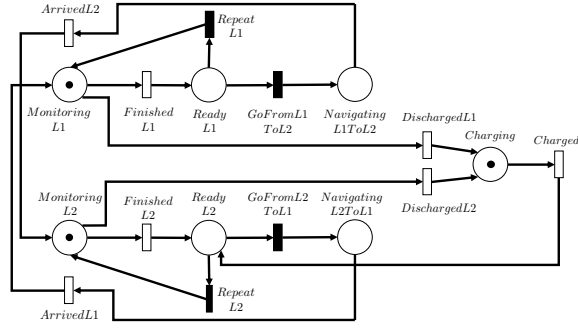 ArrivedL2
Repeat
L1
Monitoring
L1
Finished
L1
Ready
L1
GoFromL1
ToL2
Navigating
L1ToL2
DischargedL1
Charging
Charged
Monitoring
L2
Finished
L2
Ready
L2
GoFromL2
ToL1
Navigating
L2ToL1
DischargedL2
Repeat
L2
ArrivedL1